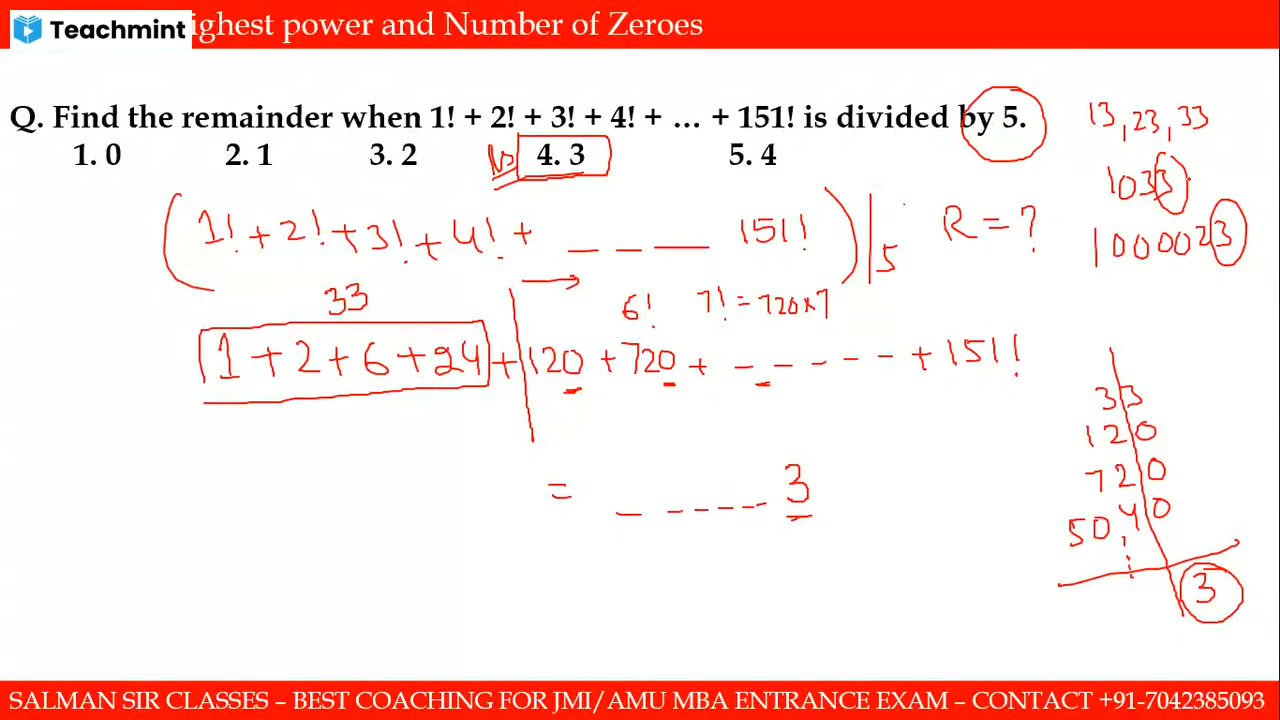 Teachmint
ighest power and Number of Zeroes
Q. Find the remainder when 1! + 2! + 3! + 4! + … + 151! is divided by 5.
1. 0 2. 1 3. 2 4. 3 5. 4
13, 23, 33
1033
1000023
(1! + 2! + 3! + 4! + _ _ _ 151!) | 5 R = ?
33 6! 7! = 720×7
1 + 2 + 6 + 24 + 120 + 720 + _ - - - - + 151!
= _ - - - - 3
33
120
720
5040
3
SALMAN SIR CLASSES – BEST COACHING FOR JMI/AMU MBA ENTRANCE EXAM – CONTACT +91-7042385093